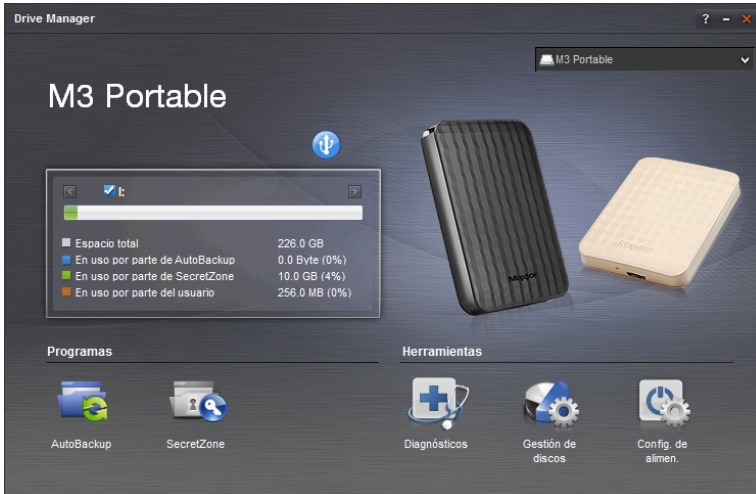 Drive Manager
? - ×
M3 Portable
M3 Portable
I:
Espacio total 226.0 GB
En uso por parte de AutoBackup 0.0 Byte (0%)
En uso por parte de SecretZone 10.0 GB (4%)
En uso por parte del usuario 256.0 MB (0%)
Maxtor
Maxtor
Programas
Herramientas
AutoBackup
SecretZone
Diagnósticos
Gestión de
discos
Config. de
alimen.